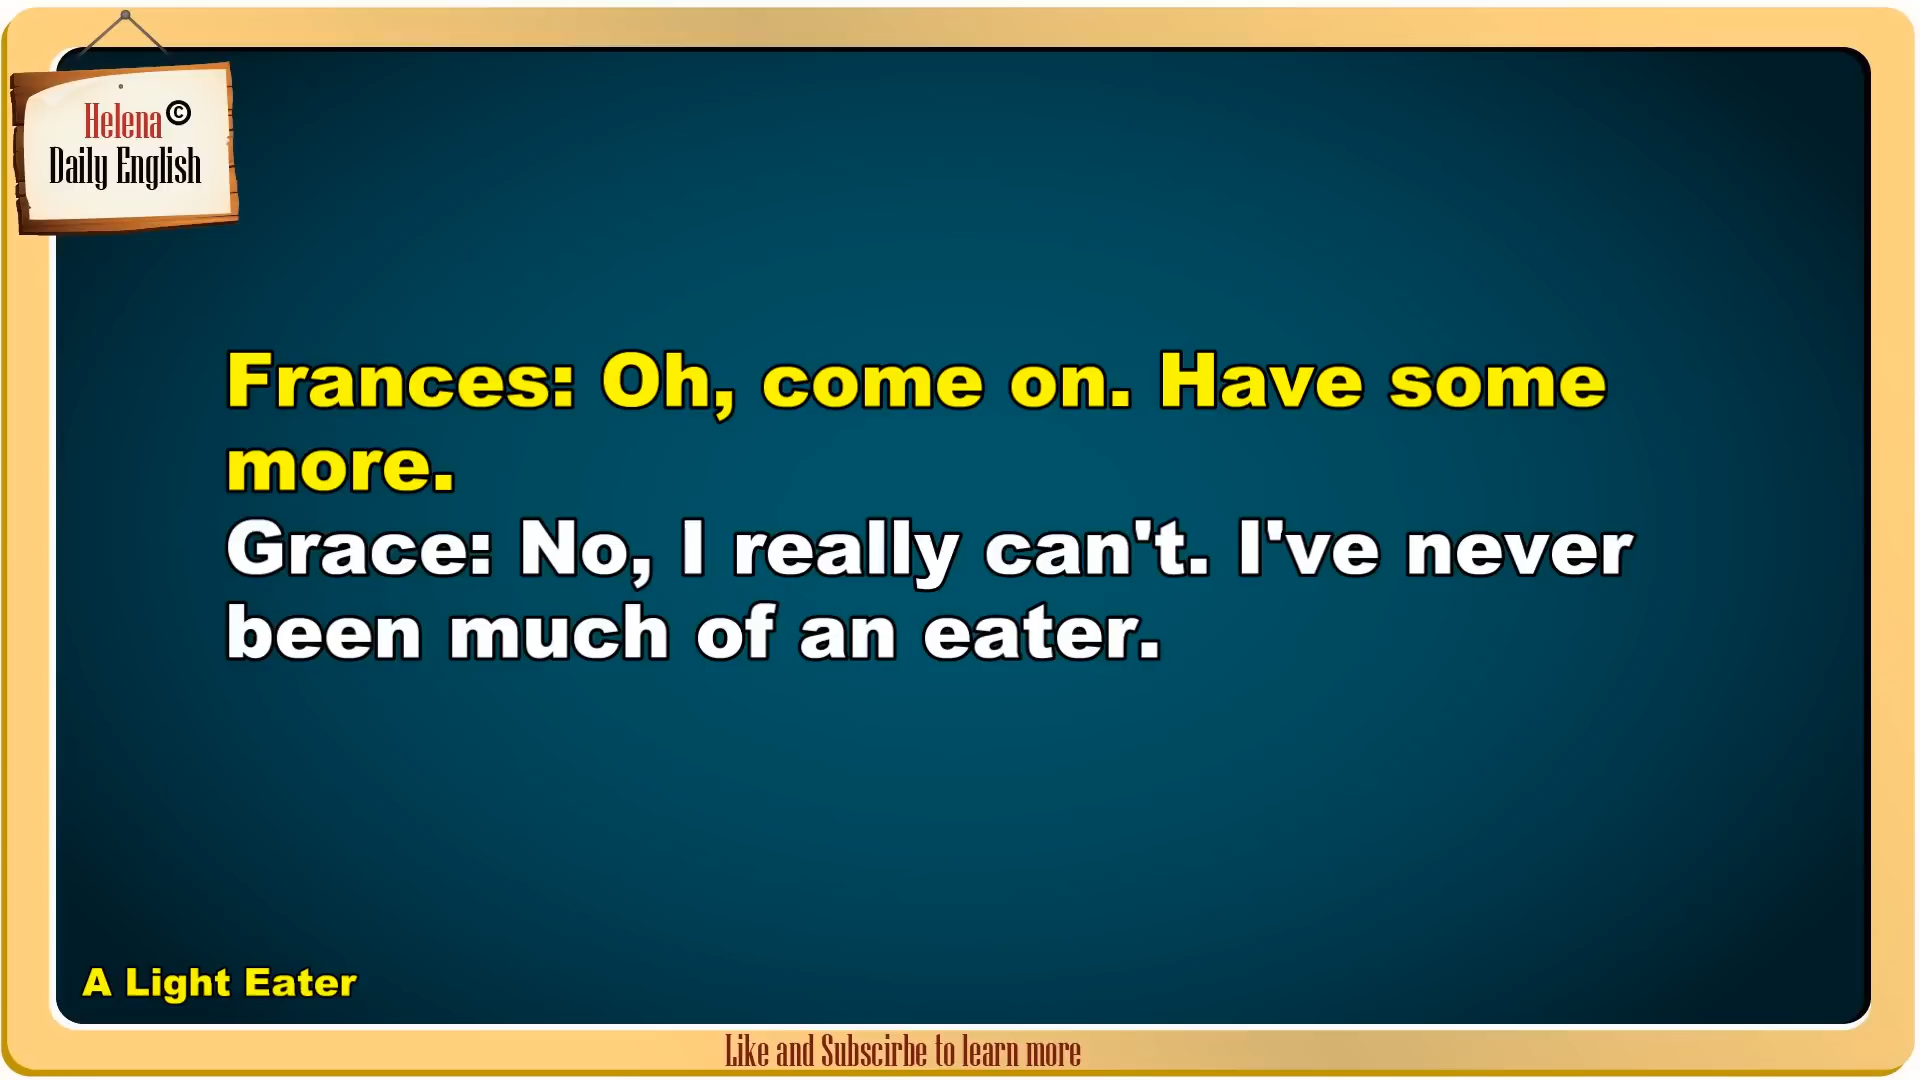 Helena©
Daily English
Frances: Oh, come on. Have some
more.
Grace: No, I really can't. I've never
been much of an eater.
A Light Eater
Like and Subscirbe to learn more